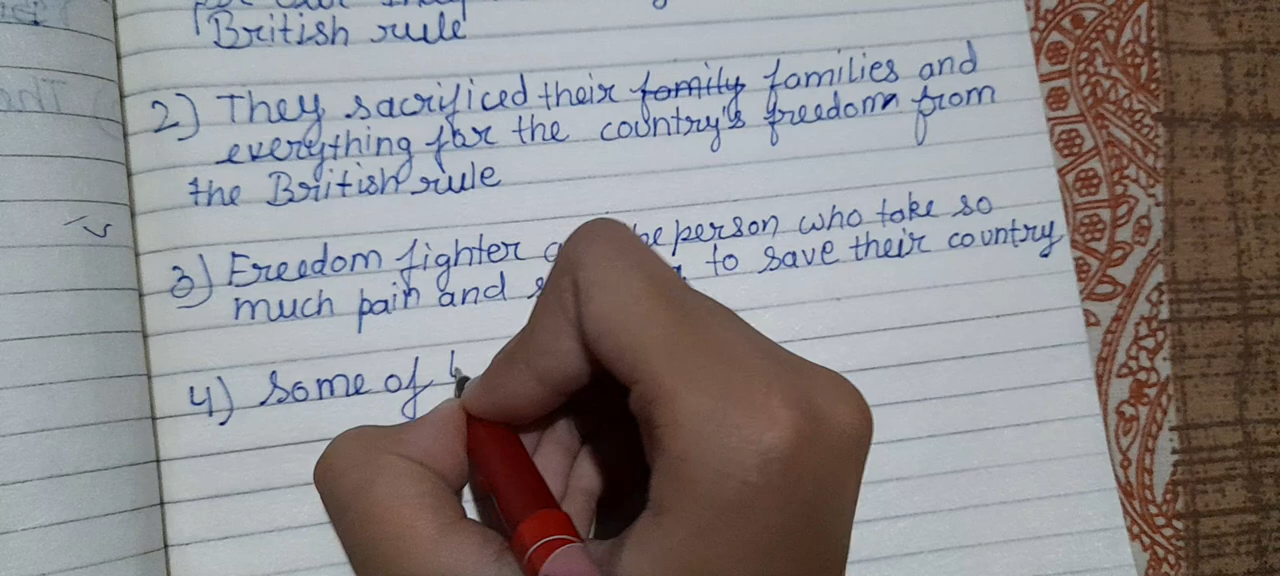 British rule
2) They sacrificed their family families and
everything for the country's freedom from
the British rule
3) Freedom fighter person who take so
much pain and to save their country
4) Some of